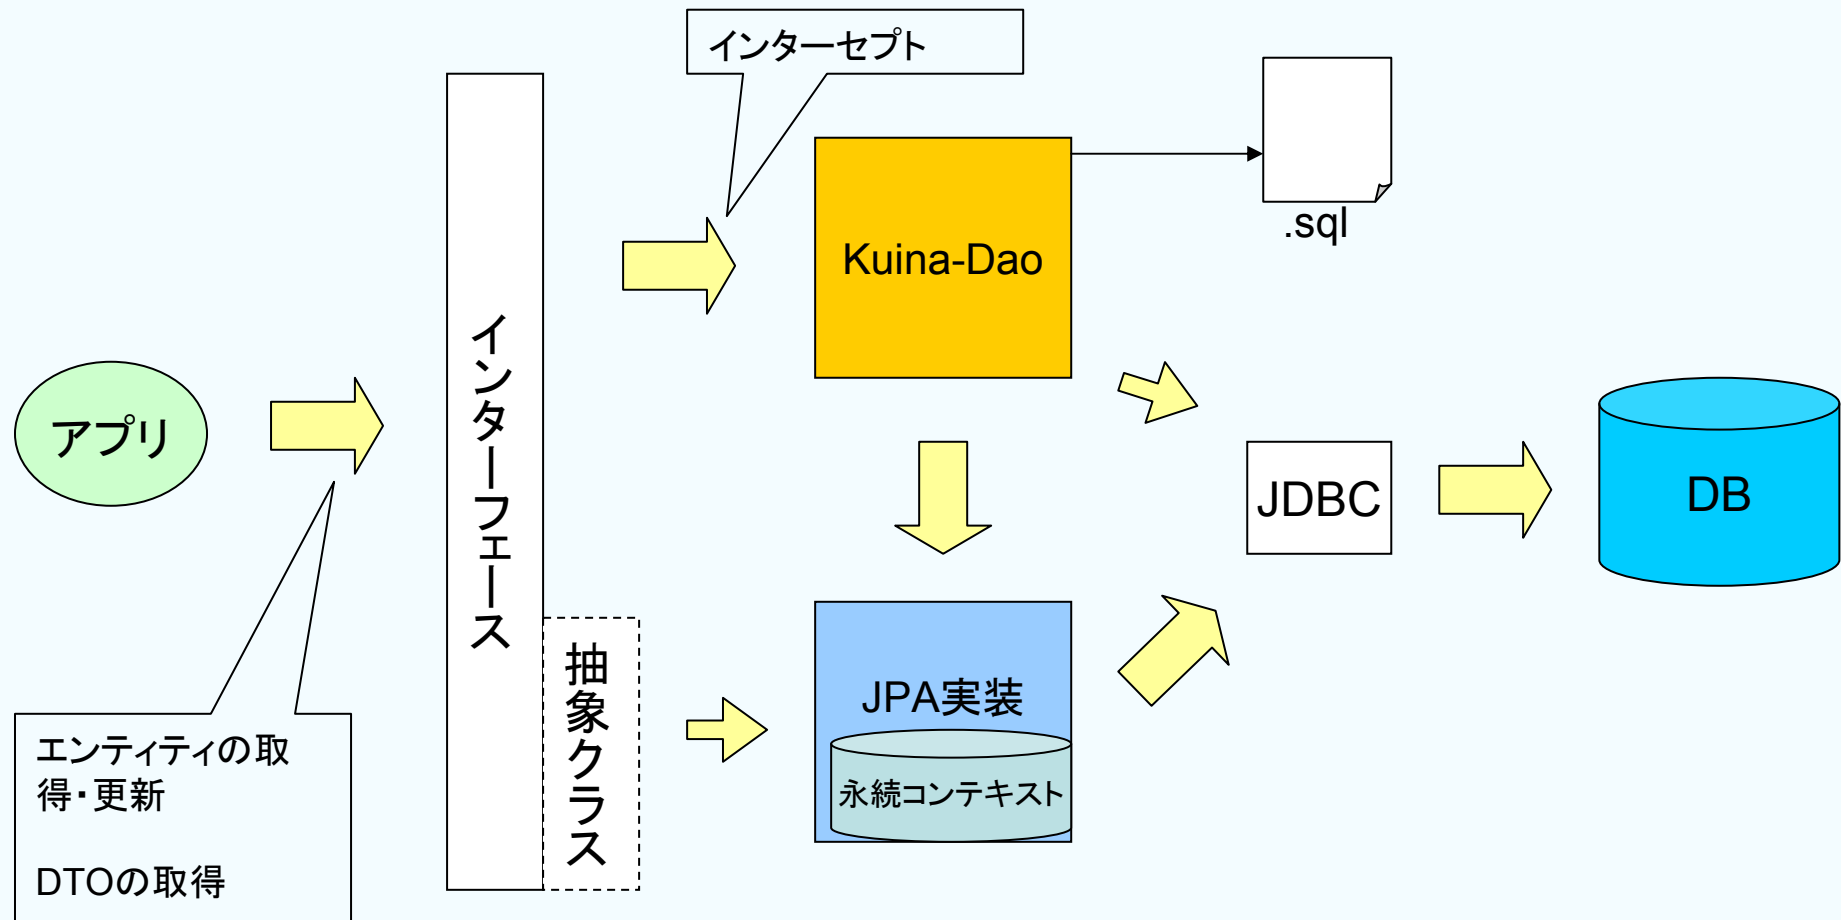 インターセプト
.sql
Kuina-Dao
インターフェース
アプリ
JDBC
DB
抽象クラス
JPA実装
永続コンテキスト
エンティティの取
得・更新
DTOの取得